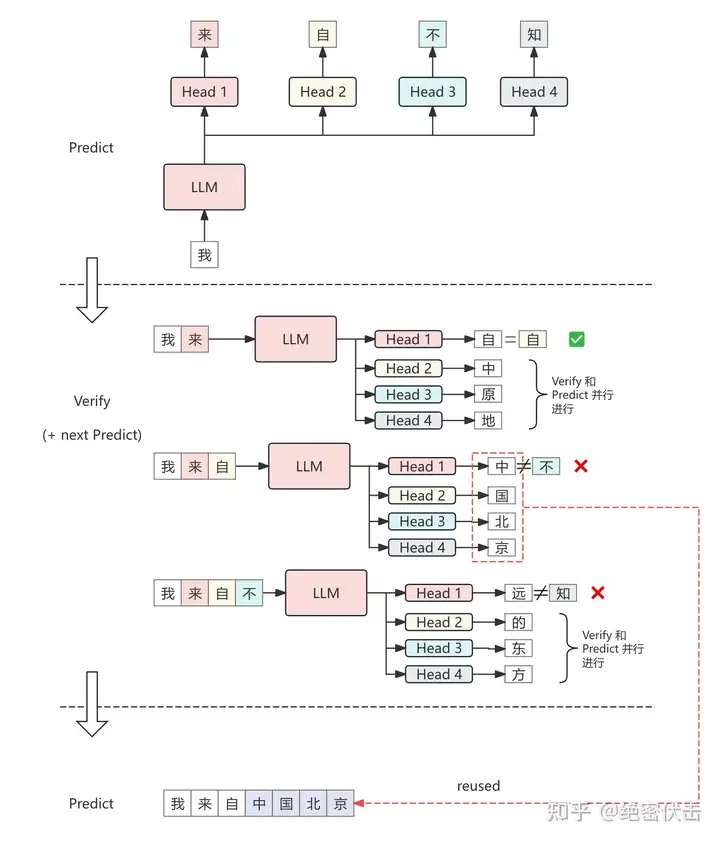 来 自 不 知
Head 1 Head 2 Head 3 Head 4
Predict
LLM
我
我 来 LLM Head 1 自 = 自
Head 2 中
Head 3 原
Head 4 地
Verify 和
Predict 并行
进行
Verify
(+ next Predict)
我 来 自 LLM Head 1 中 ≠ 不
Head 2 国
Head 3 北
Head 4 京
我 来 自 不 LLM Head 1 远 ≠ 知
Head 2 的
Head 3 东
Head 4 方
Verify 和
Predict 并行
进行
reused
Predict 我 来 自 中 国 北 京
知乎 @绝密伏击